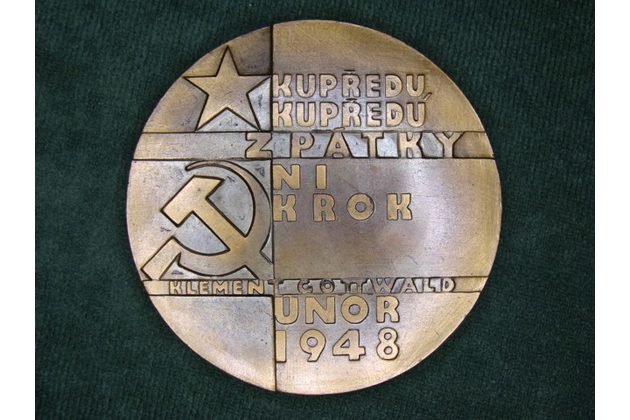 KUPŘEDU,
KUPŘEDU
ZPÁTKY
NI
KROK
KLEMENT GOTTWALD
ÚNOR
1948